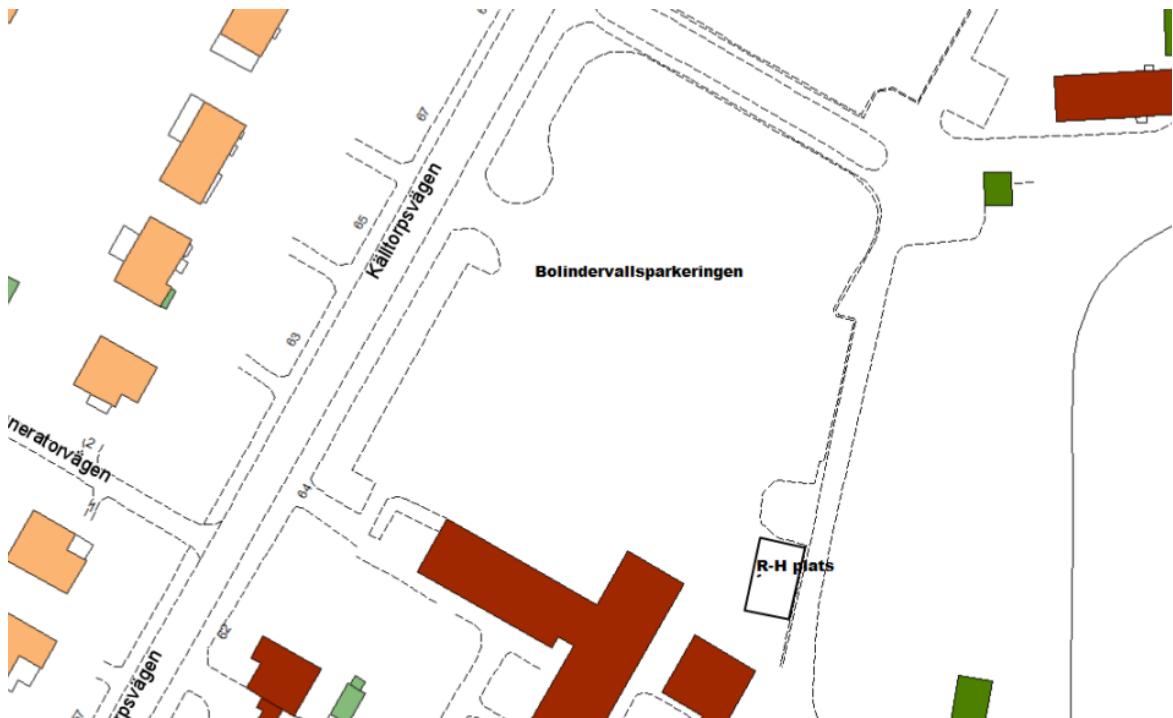 67
Källtorpsvägen
65
Bolindervallsparkeringen
63
neratorvägen
2
64
R-H plats
62
rpsvägen